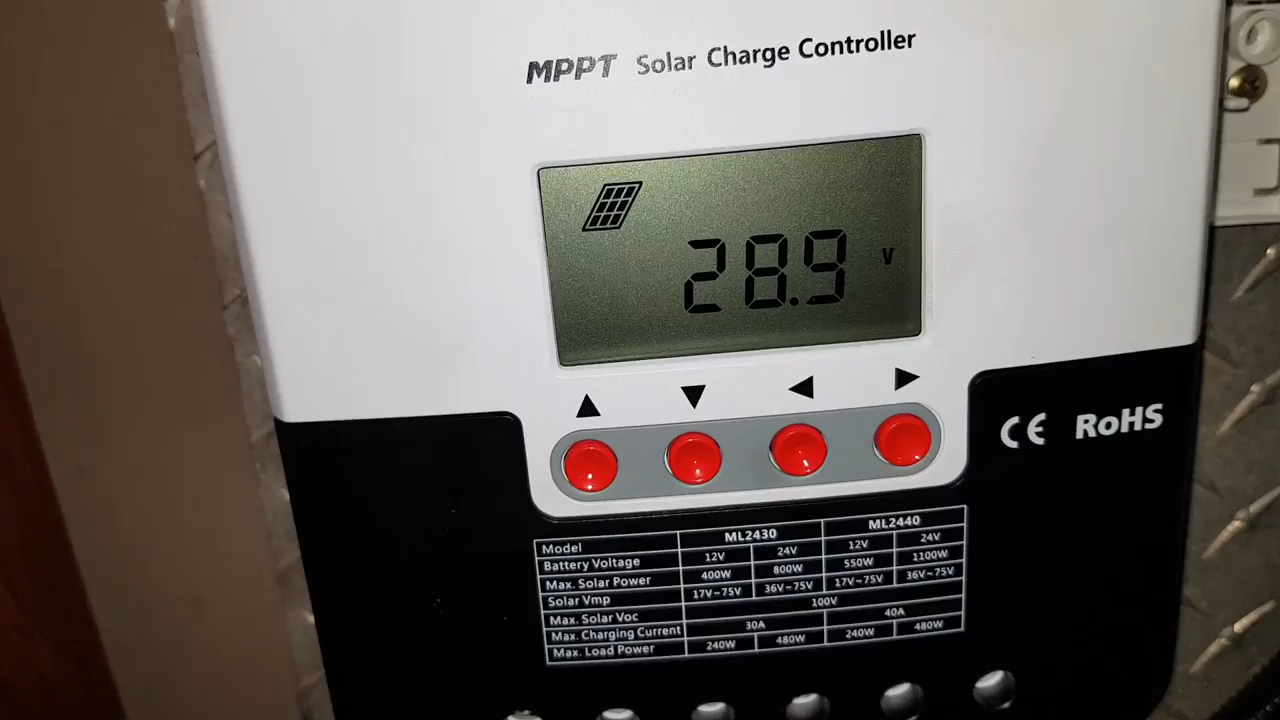 MPPT Solar Charge Controller
28.9 V
▲ ▼ ◀ ▶
CE RoHS
Model ML2430 ML2440
Battery Voltage 12V 24V 12V 24V
Max. Solar Power 400W 800W 550W 1100W
Solar Vmp 17V~75V 36V~75V 17V~75V 36V~75V
Max. Solar Voc 100V
Max. Charging Current 30A 40A
Max. Load Power 240W 480W 240W 480W